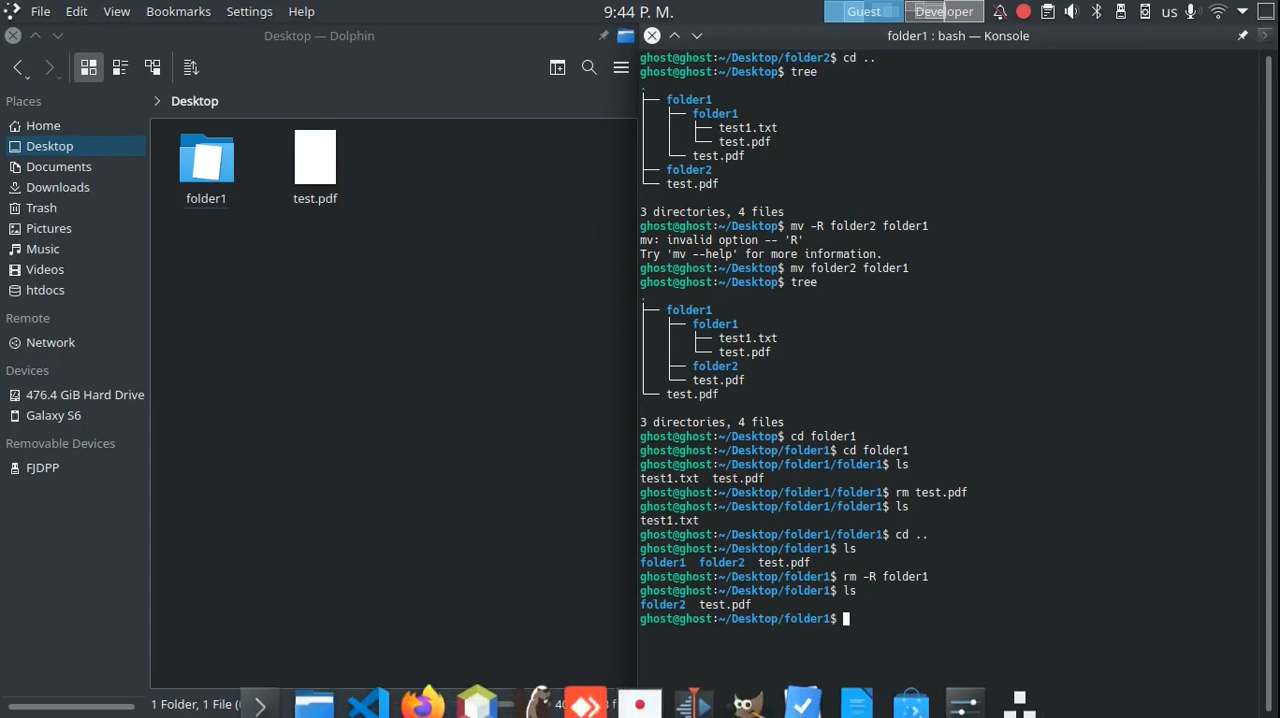 File Edit View Bookmarks Settings Help
9:44 P. M.
Guest Developer us
Desktop — Dolphin
folder1 : bash — Konsole
Places
Home
Desktop
Documents
Downloads
Trash
Pictures
Music
Videos
htdocs
Remote
Network
Devices
476.4 GiB Hard Drive
Galaxy S6
Removable Devices
FJDPP
Desktop
folder1
test.pdf
1 Folder, 1 File
ghost@ghost:~/Desktop/folder2$ cd ..
ghost@ghost:~/Desktop$ tree
.
├── folder1
│   ├── folder1
│   │   ├── test1.txt
│   │   └── test.pdf
│   └── test.pdf
├── folder2
└── test.pdf
3 directories, 4 files
ghost@ghost:~/Desktop$ mv -R folder2 folder1
mv: invalid option -- 'R'
Try 'mv --help' for more information.
ghost@ghost:~/Desktop$ mv folder2 folder1
ghost@ghost:~/Desktop$ tree
.
├── folder1
│   ├── folder1
│   │   ├── test1.txt
│   │   └── test.pdf
│   ├── folder2
│   └── test.pdf
└── test.pdf
3 directories, 4 files
ghost@ghost:~/Desktop$ cd folder1
ghost@ghost:~/Desktop/folder1$ cd folder1
ghost@ghost:~/Desktop/folder1/folder1$ ls
test1.txt  test.pdf
ghost@ghost:~/Desktop/folder1/folder1$ rm test.pdf
ghost@ghost:~/Desktop/folder1/folder1$ ls
test1.txt
ghost@ghost:~/Desktop/folder1/folder1$ cd ..
ghost@ghost:~/Desktop/folder1$ ls
folder1  folder2  test.pdf
ghost@ghost:~/Desktop/folder1$ rm -R folder1
ghost@ghost:~/Desktop/folder1$ ls
folder2  test.pdf
ghost@ghost:~/Desktop/folder1$